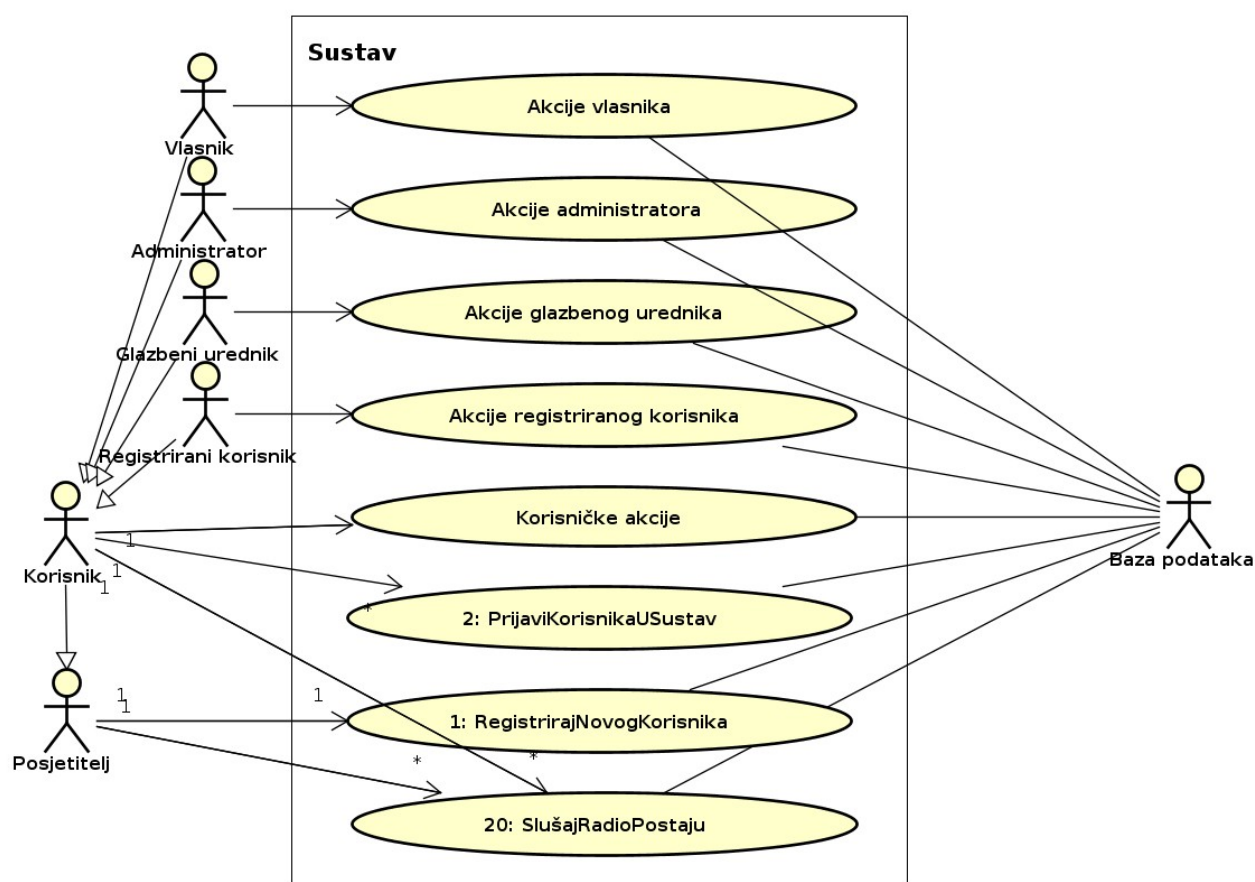 Sustav
Vlasnik
Akcije vlasnika
Administrator
Akcije administratora
Glazbeni urednik
Akcije glazbenog urednika
Registrirani korisnik
Akcije registriranog korisnika
Korisnik
Korisničke akcije
Baza podataka
1
1
1
*
2: PrijaviKorisnikaUSustav
Posjetitelj
1
1
1
1: RegistrirajNovogKorisnika
*
*
20: SlušajRadioPostaju